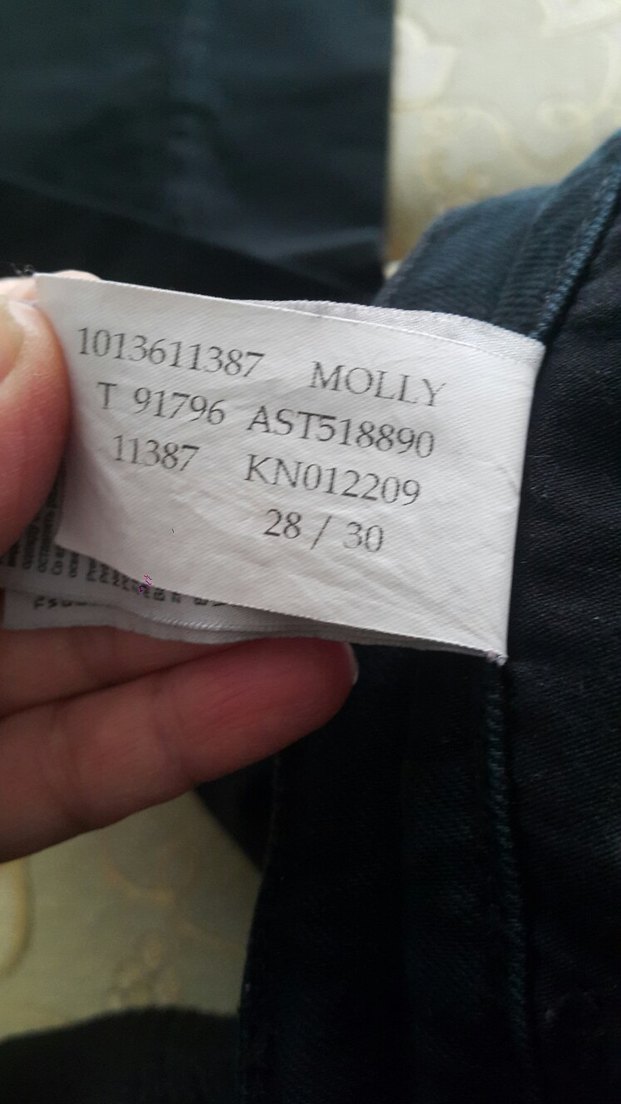 1013611387 MOLLY
T 91796 AST518890
11387 KN012209
28 / 30